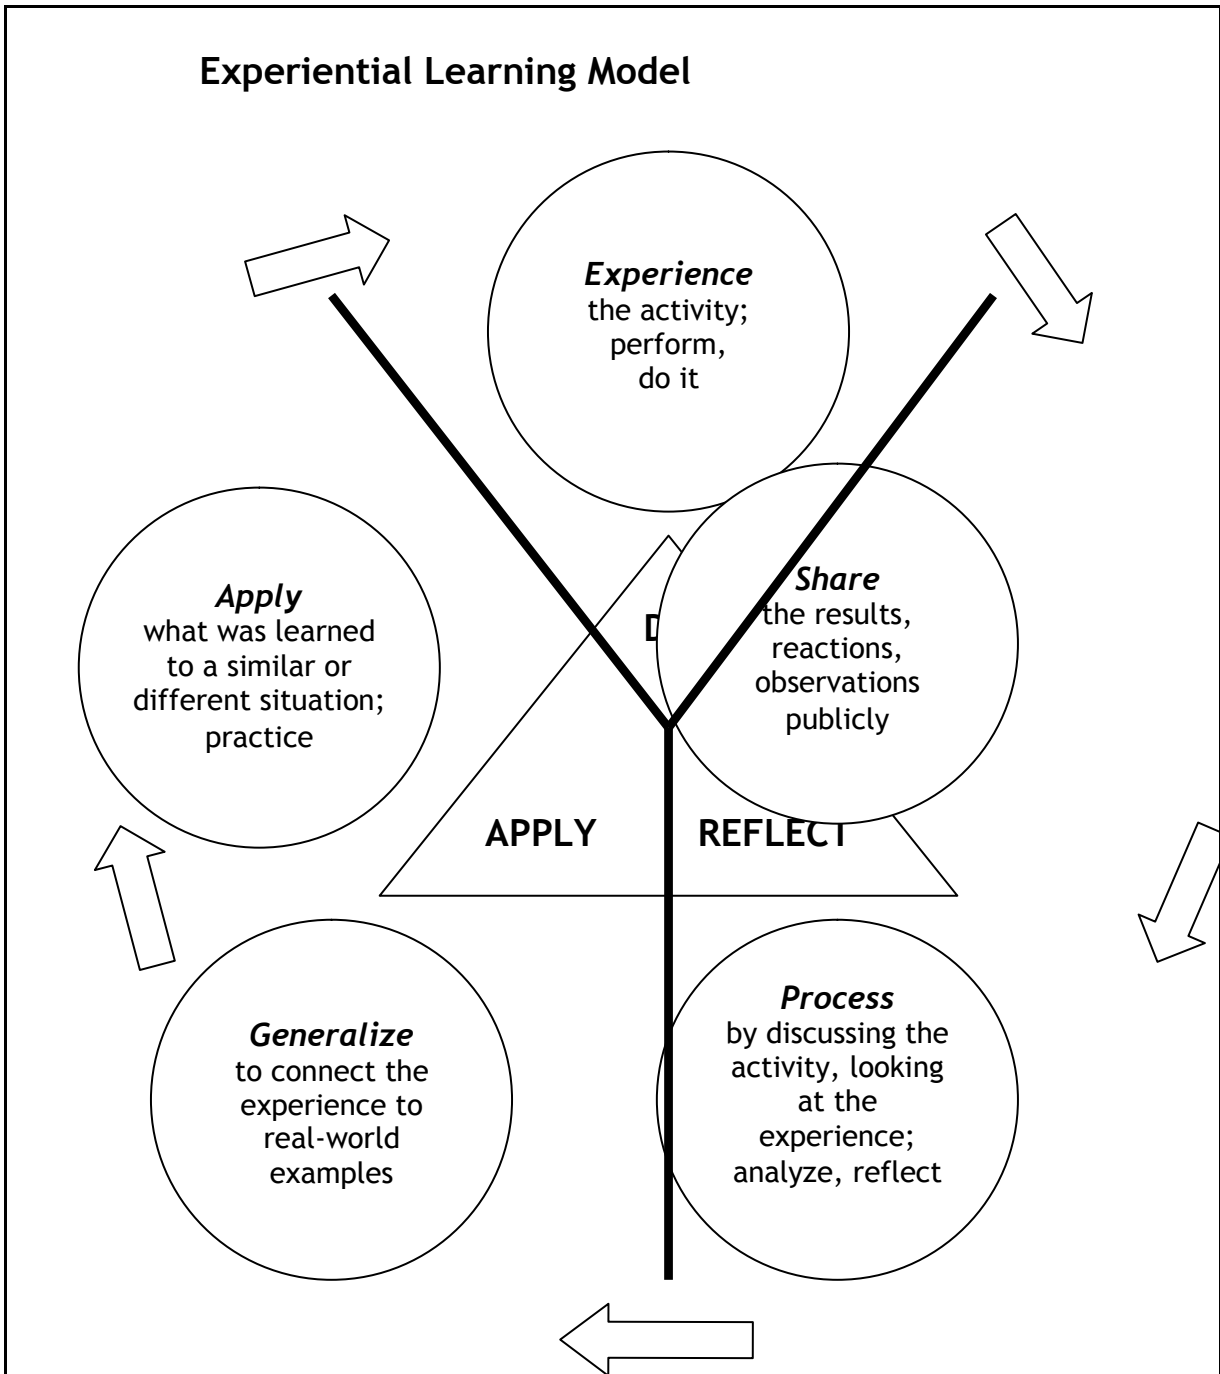 Experiential Learning Model
Experience
the activity;
perform,
do it
Share
the results,
reactions,
observations
publicly
Process
by discussing the
activity, looking
at the
experience;
analyze, reflect
Generalize
to connect the
experience to
real-world
examples
Apply
what was learned
to a similar or
different situation;
practice
APPLY
REFLECT